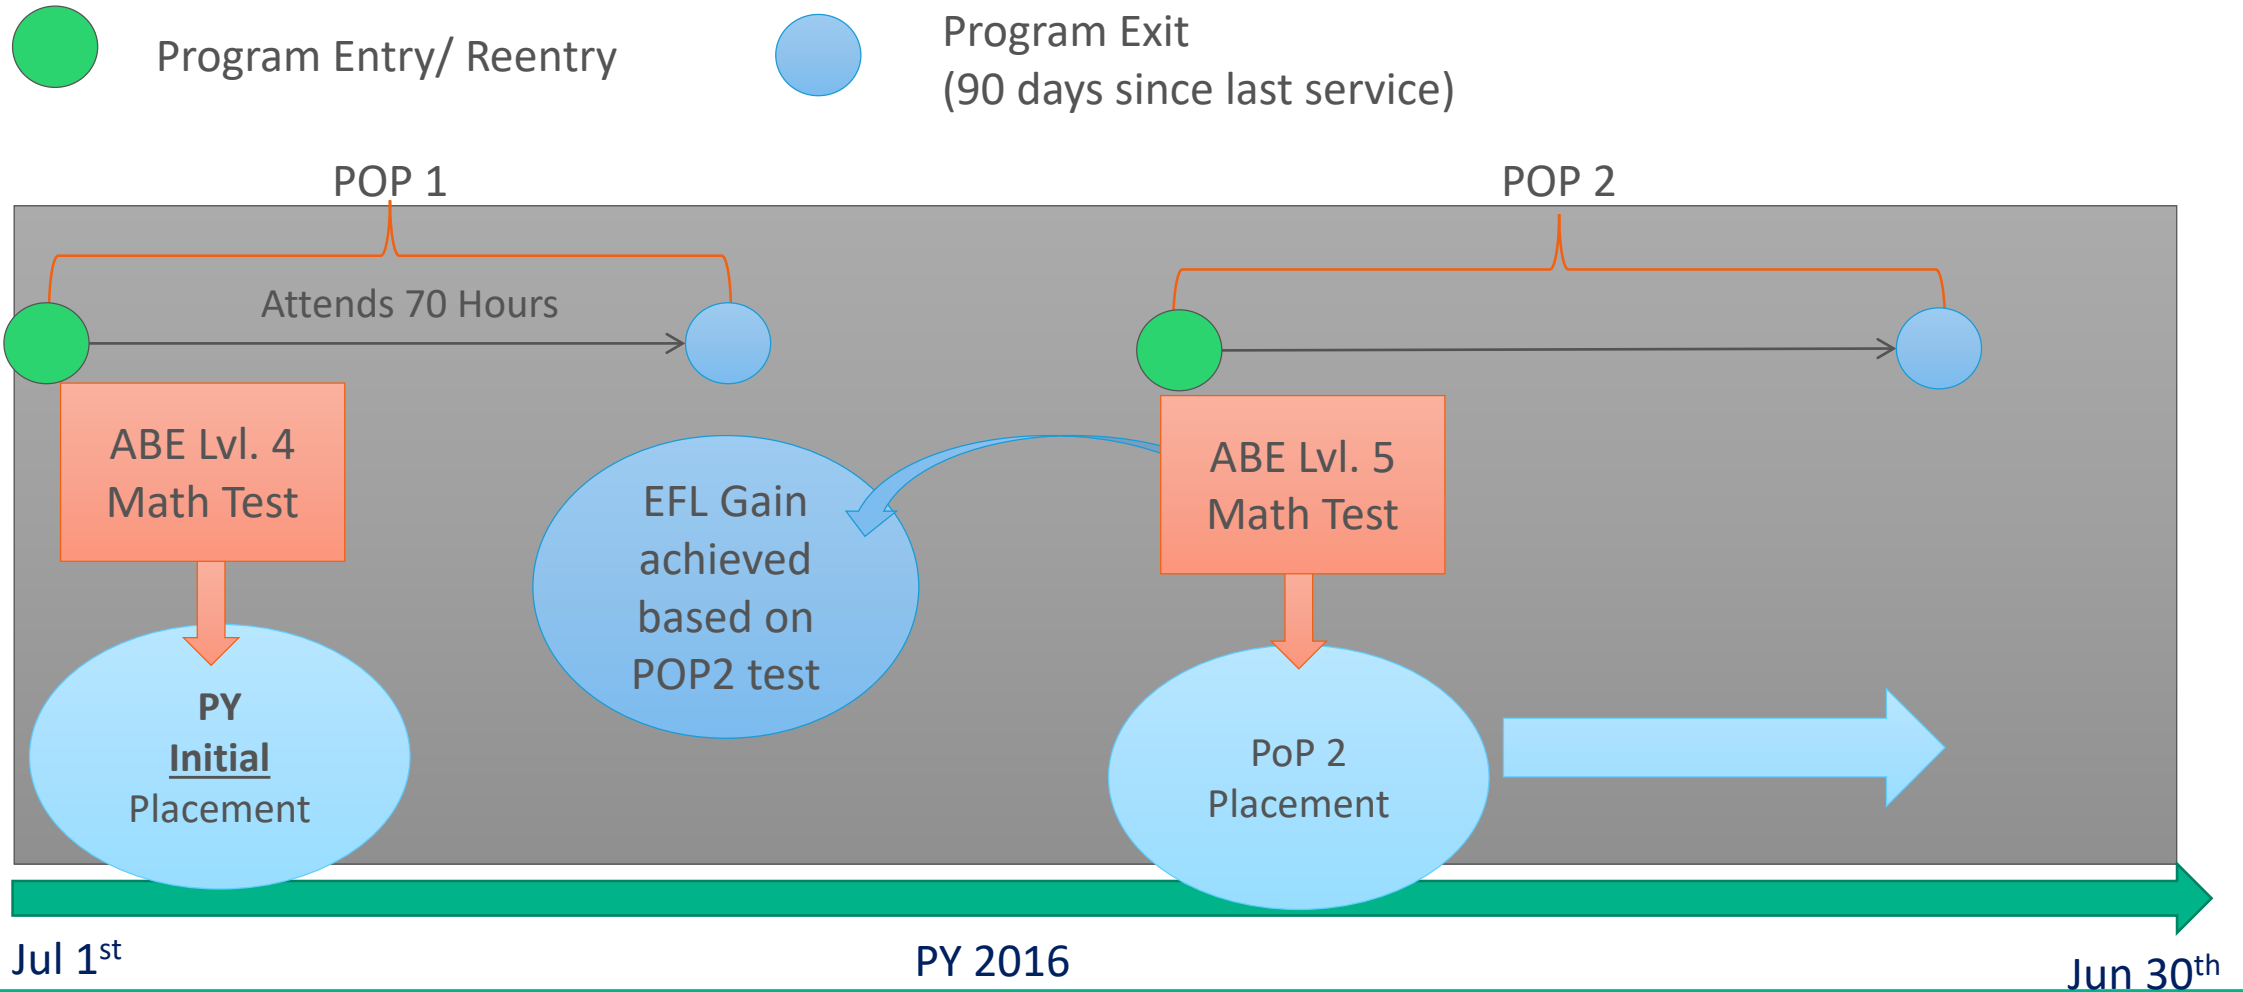 Program Entry/ Reentry
Program Exit
(90 days since last service)
POP 1
POP 2
Attends 70 Hours
ABE Lvl. 4
Math Test
EFL Gain
achieved
based on
POP2 test
ABE Lvl. 5
Math Test
PY
Initial
Placement
PoP 2
Placement
Jul 1st
PY 2016
Jun 30th